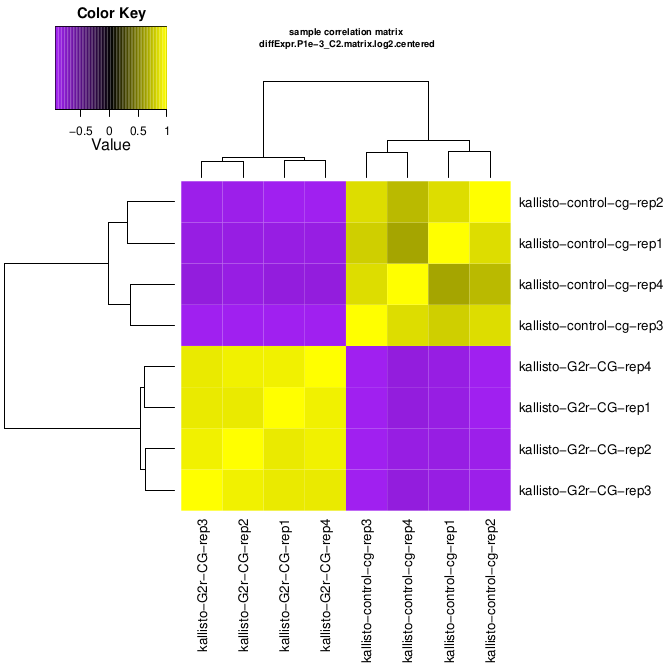 Color Key
−0.5 0 0.5 1
Value
sample correlation matrix
diffExpr.P1e−3_C2.matrix.log2.centered
kallisto−control−cg−rep2
kallisto−control−cg−rep1
kallisto−control−cg−rep4
kallisto−control−cg−rep3
kallisto−G2r−CG−rep4
kallisto−G2r−CG−rep1
kallisto−G2r−CG−rep2
kallisto−G2r−CG−rep3
kallisto−G2r−CG−rep3
kallisto−G2r−CG−rep2
kallisto−G2r−CG−rep1
kallisto−G2r−CG−rep4
kallisto−control−cg−rep3
kallisto−control−cg−rep4
kallisto−control−cg−rep1
kallisto−control−cg−rep2